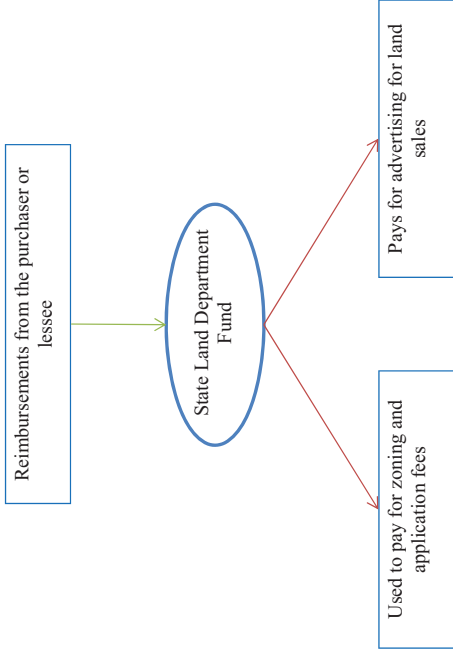 Reimbursements from the purchaser or
lessee
State Land Department
Fund
Used to pay for zoning and
application fees
Pays for advertising for land
sales